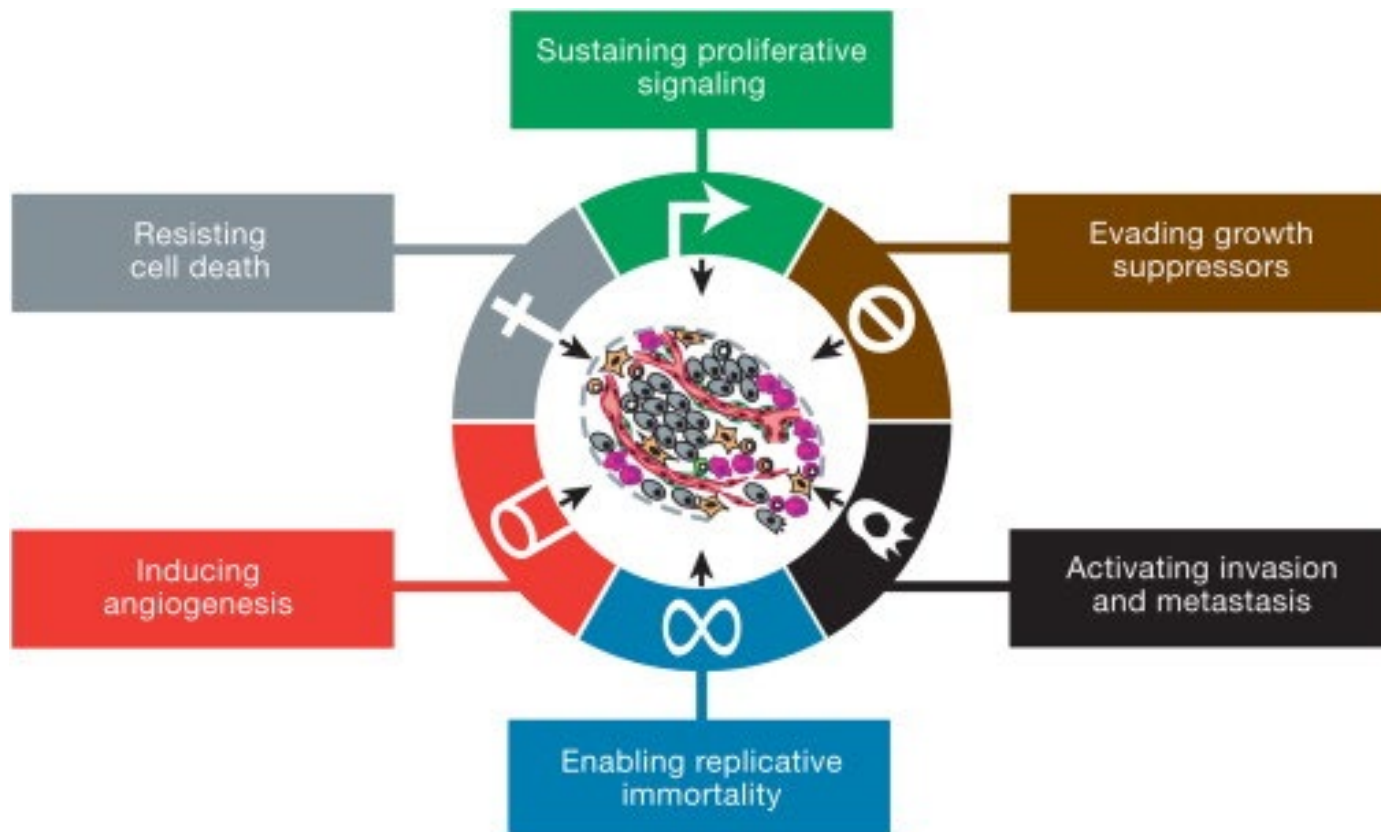 Sustaining proliferative
signaling
Resisting
cell death
Evading growth
suppressors
Inducing
angiogenesis
Activating invasion
and metastasis
Enabling replicative
immortality